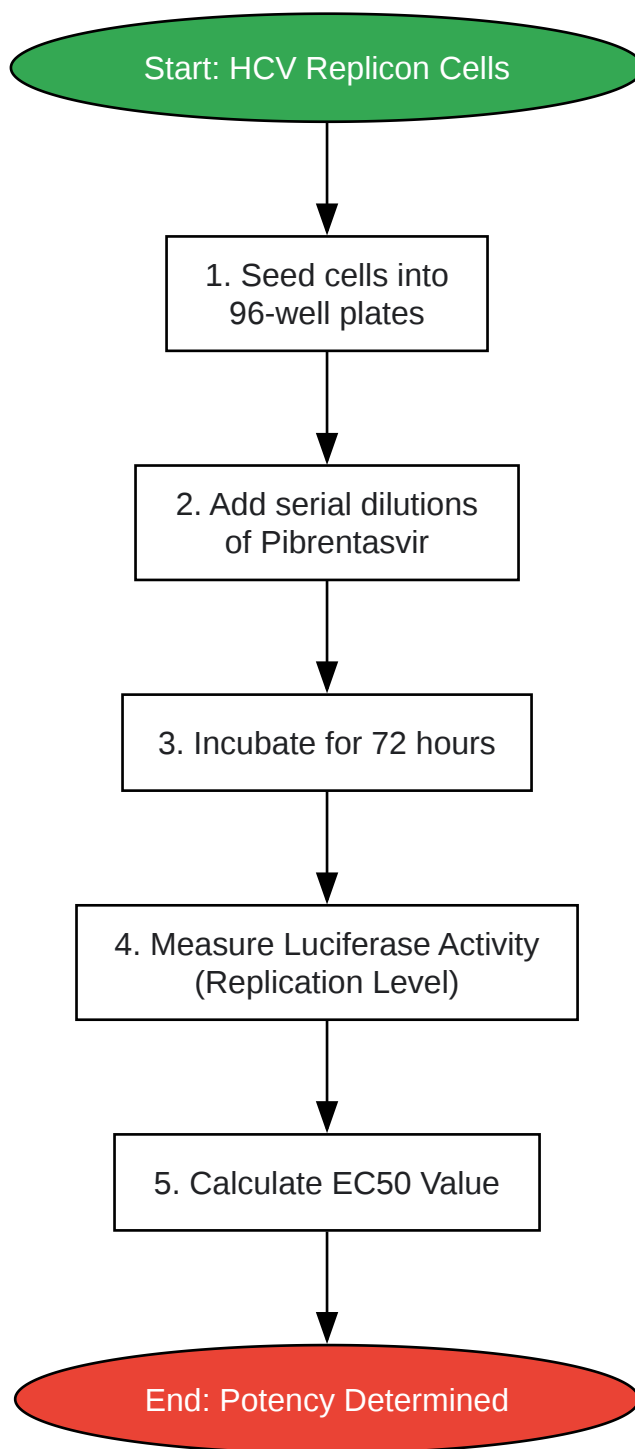 Start: HCV Replicon Cells
1. Seed cells into
96-well plates
2. Add serial dilutions
of Pibrentasvir
3. Incubate for 72 hours
4. Measure Luciferase Activity
(Replication Level)
5. Calculate EC50 Value
End: Potency Determined